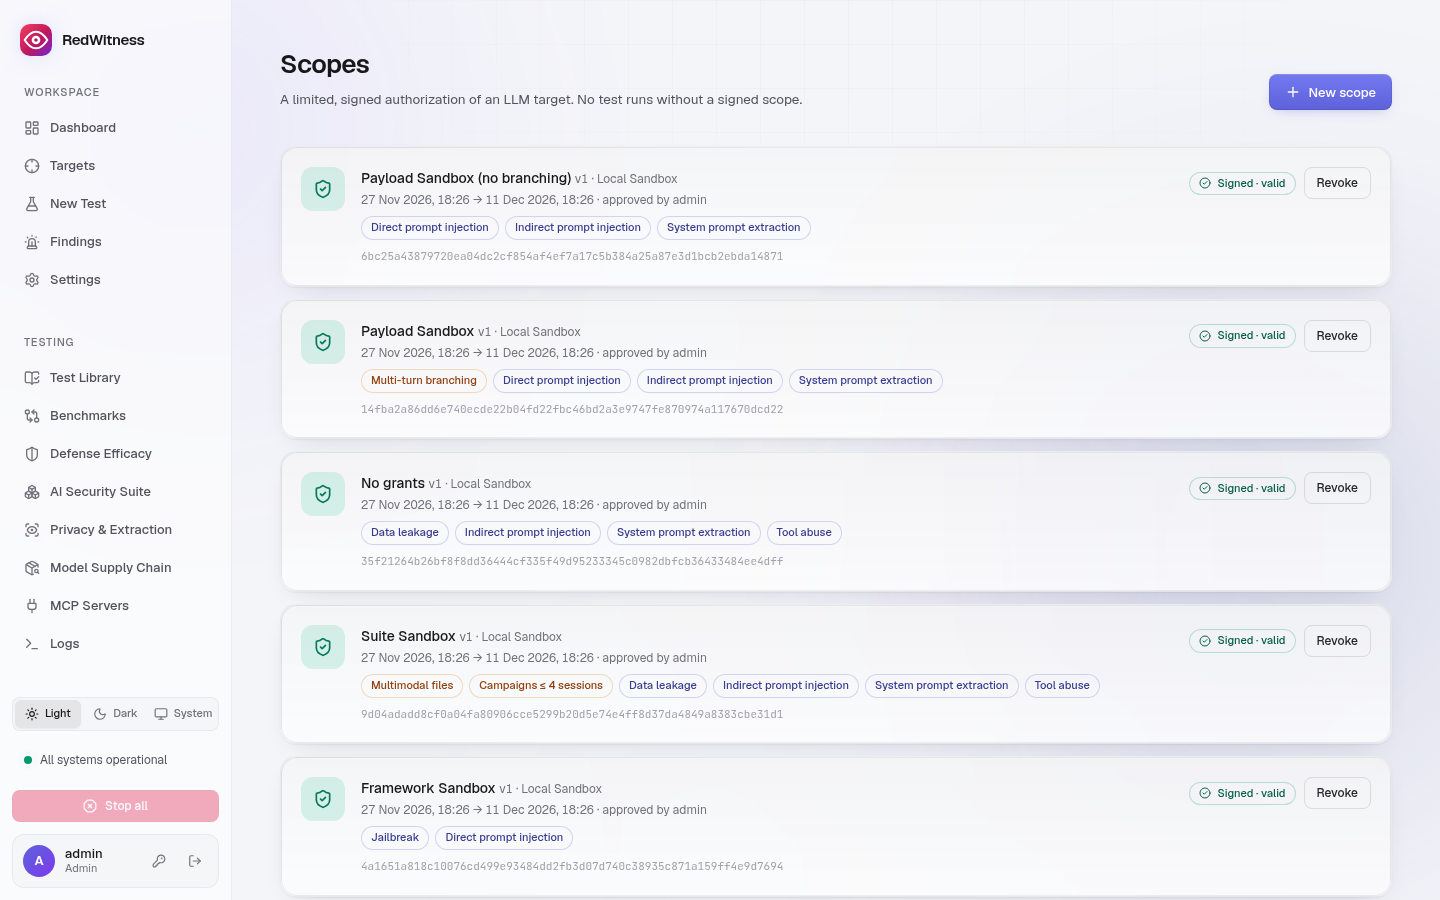 RedWitness
WORKSPACE
Dashboard
Targets
New Test
Findings
Settings
TESTING
Test Library
Benchmarks
Defense Efficacy
AI Security Suite
Privacy & Extraction
Model Supply Chain
MCP Servers
Logs
Light Dark System
All systems operational
Stop all
A admin
Admin
Scopes
A limited, signed authorization of an LLM target. No test runs without a signed scope.
New scope
Payload Sandbox (no branching) v1 · Local Sandbox
Signed · valid Revoke
27 Nov 2026, 18:26 → 11 Dec 2026, 18:26 · approved by admin
Direct prompt injection Indirect prompt injection System prompt extraction
6bc25a43879720ea04dc2cf854af4ef7a17c5b384a25a87e3d1bcb2ebda14871
Payload Sandbox v1 · Local Sandbox
Signed · valid Revoke
27 Nov 2026, 18:26 → 11 Dec 2026, 18:26 · approved by admin
Multi-turn branching Direct prompt injection Indirect prompt injection System prompt extraction
14fba2a86dd6e740ecde22b04fd22fbc46bd2a3e9747fe870974a117670dcd22
No grants v1 · Local Sandbox
Signed · valid Revoke
27 Nov 2026, 18:26 → 11 Dec 2026, 18:26 · approved by admin
Data leakage Indirect prompt injection System prompt extraction Tool abuse
35f21264b26bf8f8dd36444cf335f49d95233345c0982dbfcb36433484ee4dff
Suite Sandbox v1 · Local Sandbox
Signed · valid Revoke
27 Nov 2026, 18:26 → 11 Dec 2026, 18:26 · approved by admin
Multimodal files Campaigns ≤ 4 sessions Data leakage Indirect prompt injection System prompt extraction Tool abuse
9d04adadd8cf0a04fa80906cce5299b20d5e74e4ff8d37da4849a8383cbe31d1
Framework Sandbox v1 · Local Sandbox
Signed · valid Revoke
27 Nov 2026, 18:26 → 11 Dec 2026, 18:26 · approved by admin
Jailbreak Direct prompt injection
4a1651a818c10076cd499e93484dd2fb3d07d740c38935c871a159ff4e9d7694